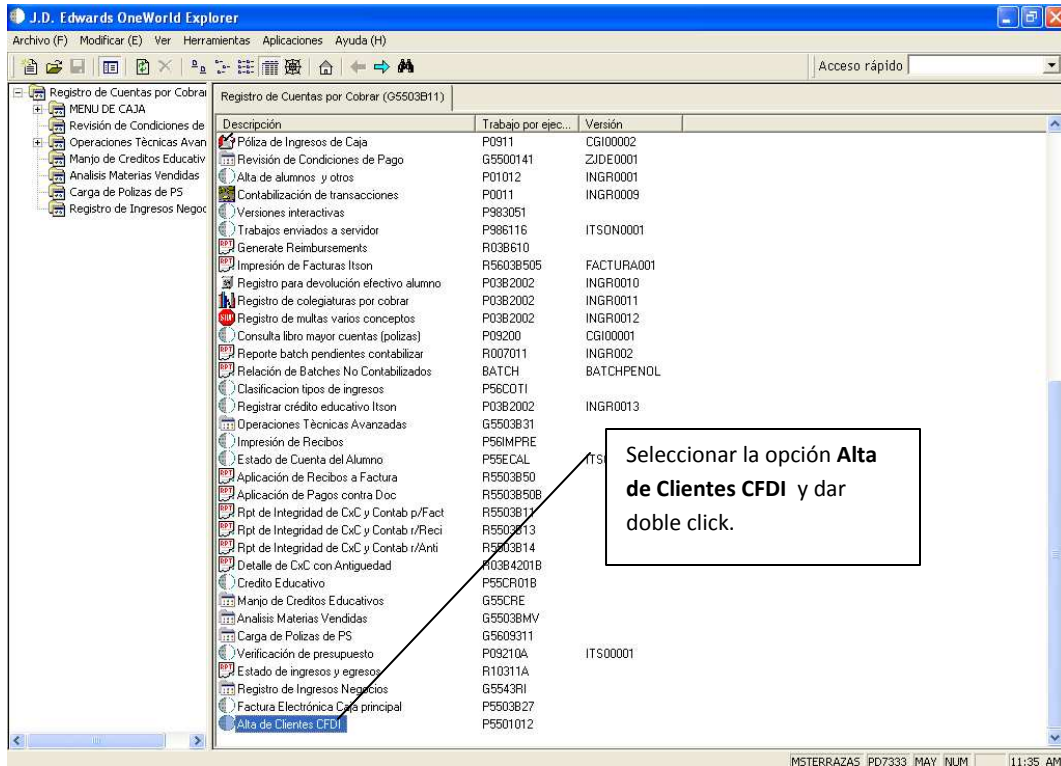 J.D. Edwards OneWorld Explorer
Archivo (F) Modificar (E) Ver Herramientas Aplicaciones Ayuda (H)
Acceso rápido
Registro de Cuentas por Cobrar
MENU DE CAJA
Revisión de Condiciones de
Operaciones Tècnicas Avan
Manjo de Creditos Educativ
Analisis Materias Vendidas
Carga de Polizas de PS
Registro de Ingresos Negoc
Registro de Cuentas por Cobrar (G5503B11)
Descripción Trabajo por ejec... Versión
Póliza de Ingresos de Caja P0911 CGI00002
Revisión de Condiciones de Pago G5500141 ZJDE0001
Alta de alumnos y otros P01012 INGR0001
Contabilización de transacciones P0011 INGR0009
Versiones interactivas P983051
Trabajos enviados a servidor P986116 ITSON0001
Generate Reimbursements R03B610
Impresión de Facturas Itson R5603B505 FACTURA001
Registro para devolución efectivo alumno P03B2002 INGR0010
Registro de colegiaturas por cobrar P03B2002 INGR0011
Registro de multas varios conceptos P03B2002 INGR0012
Consulta libro mayor cuentas (polizas) P09200 CGI00001
Reporte batch pendientes contabilizar R007011 INGR002
Relación de Batches No Contabilizados BATCH BATCHPENOL
Clasificacion tipos de ingresos P56COTI
Registrar crédito educativo Itson P03B2002 INGR0013
Operaciones Tècnicas Avanzadas G5503B31
Impresión de Recibos P56IMPRE
Estado de Cuenta del Alumno P55ECAL
Aplicación de Recibos a Factura R5503B50
Aplicación de Pagos contra Doc R5503B50B
Rpt de Integridad de CxC y Contab p/Fact R5503B11
Rpt de Integridad de CxC y Contab r/Reci R5503B13
Rpt de Integridad de CxC y Contab r/Anti R5503B14
Detalle de CxC con Antiguedad R03B4201B
Credito Educativo P55CR01B
Manjo de Creditos Educativos G55CRE
Analisis Materias Vendidas G5503BMV
Carga de Polizas de PS G5609311
Verificación de presupuesto P09210A ITS00001
Estado de ingresos y egresos R10311A
Registro de Ingresos Negocios G5543RI
Factura Electrónica Caja principal P5503B27
Alta de Clientes CFDI P5501012
Seleccionar la opción Alta
de Clientes CFDI y dar
doble click.
MSTERRAZAS PD7333 MAY NUM 11:35 AM